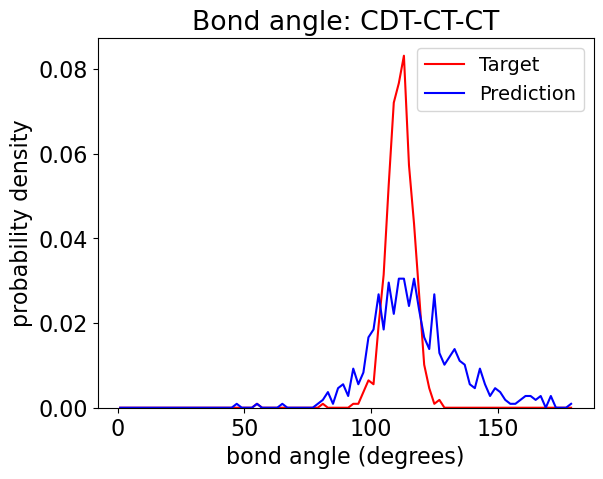 Bond angle: CDT-CT-CT
Target
Prediction
probability density
0.08
0.06
0.04
0.02
0.00
0
50
100
150
bond angle (degrees)